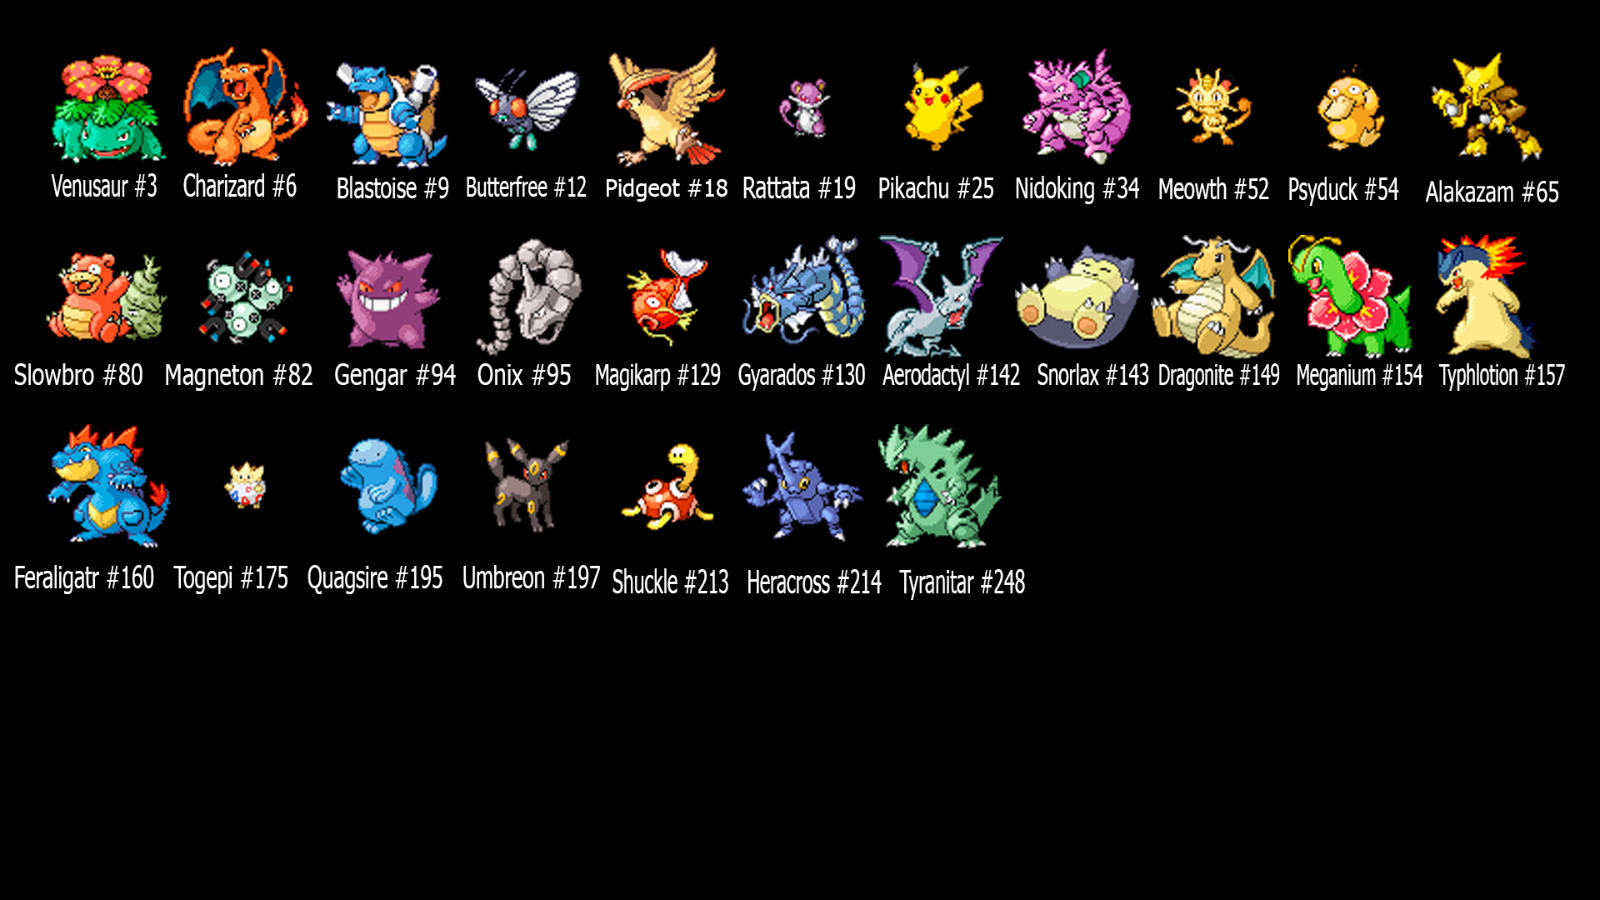 Venusaur #3 Charizard #6 Blastoise #9 Butterfree #12 Pidgeot #18 Rattata #19 Pikachu #25 Nidoking #34 Meowth #52 Psyduck #54 Alakazam #65
Slowbro #80 Magneton #82 Gengar #94 Onix #95 Magikarp #129 Gyarados #130 Aerodactyl #142 Snorlax #143 Dragonite #149 Meganium #154 Typhlotion #157
Feraligatr #160 Togepi #175 Quagsire #195 Umbreon #197 Shuckle #213 Heracross #214 Tyranitar #248